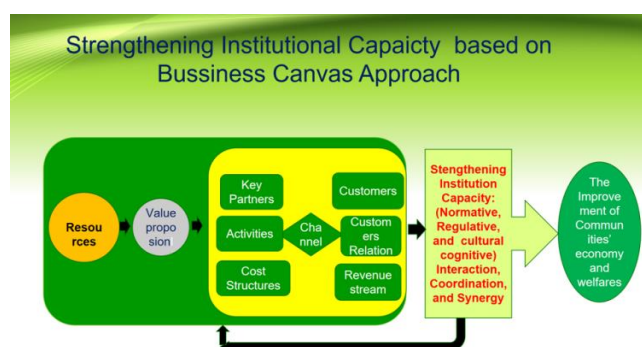 Strengthening Institutional Capaicty based on
Bussiness Canvas Approach
Resou
rces
Value
propo
sion
Key
Partners
Activities
Cost
Structures
Cha
nnel
Customers
Custom
ers
Relation
Revenue
stream
Stengthening
Institution
Capacity:
(Normative,
Regulative,
and cultural
cognitive)
Interaction,
Coordination,
and Synergy
The
Improve
ment of
Commun
ities'
economy
and
welfares